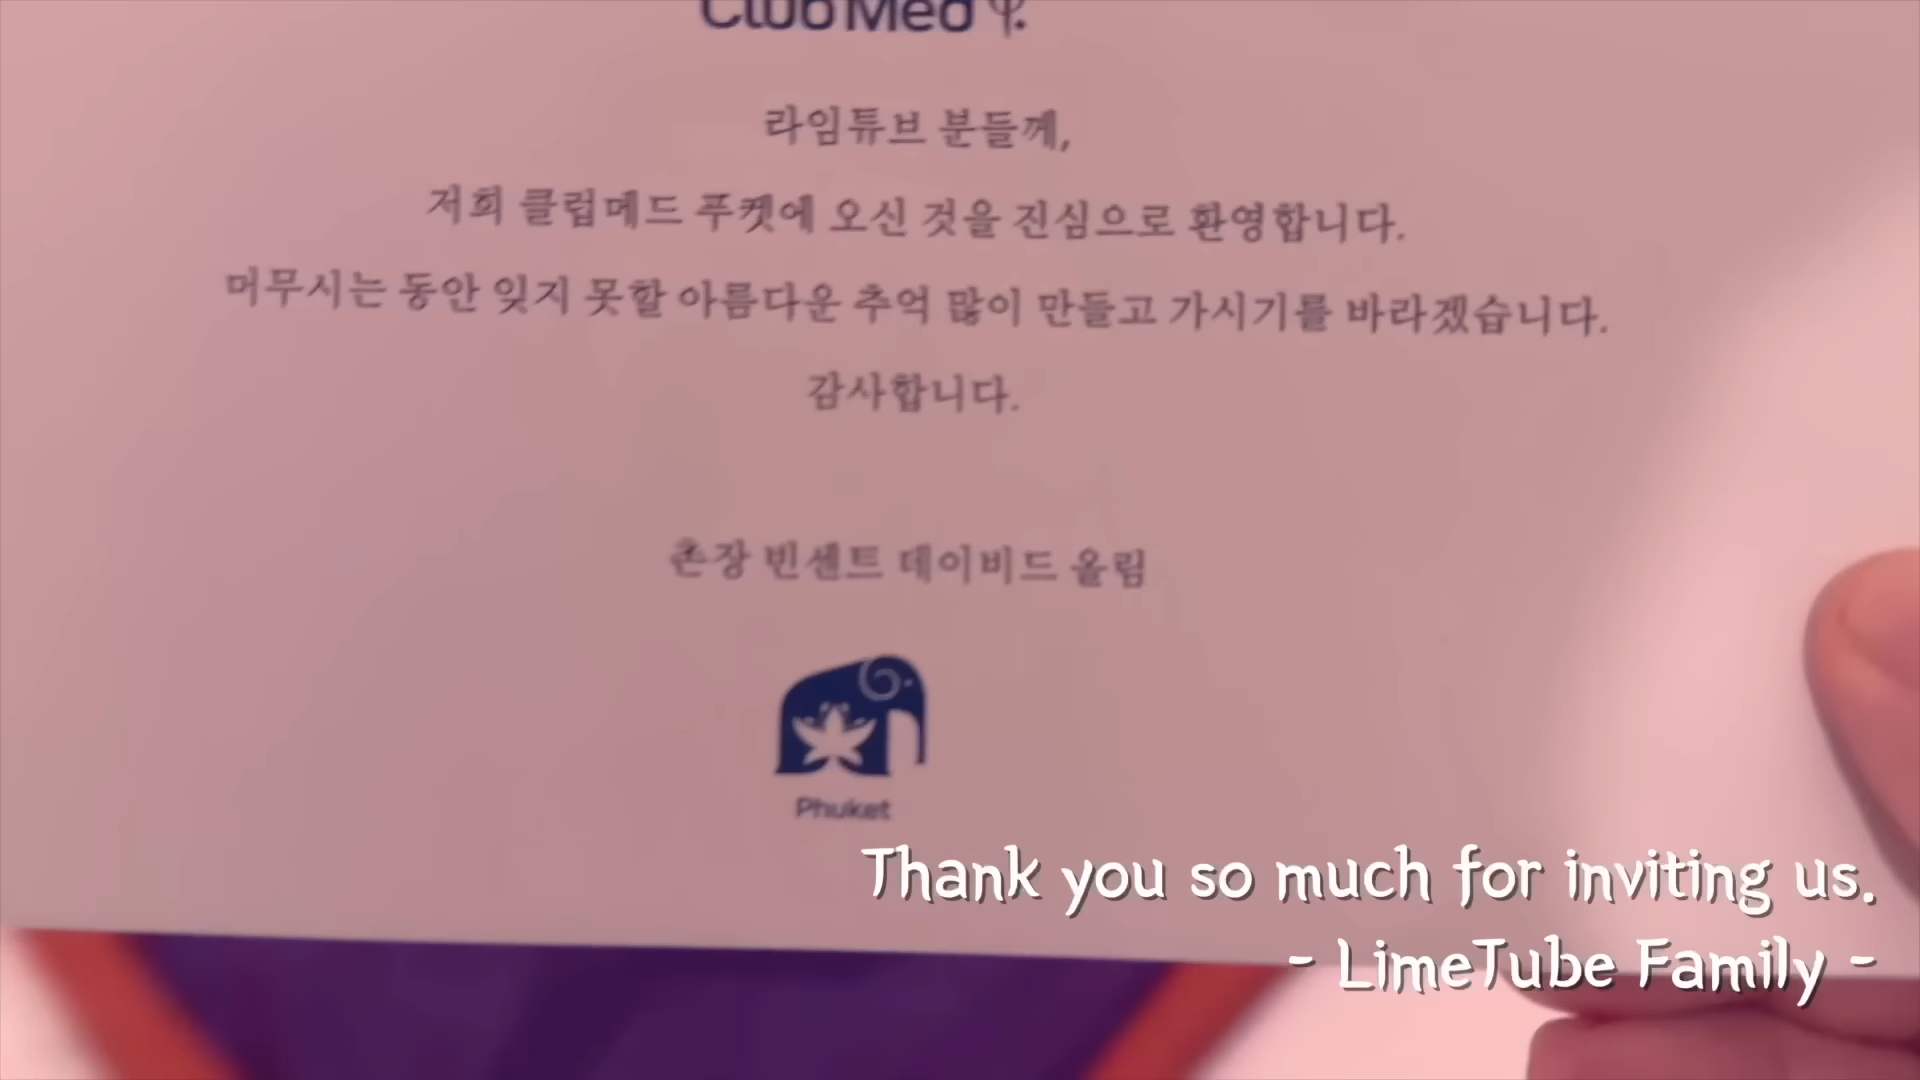 Club Med
라임튜브 분들께,
저희 클럽메드 푸켓에 오신 것을 진심으로 환영합니다.
머무시는 동안 잊지 못할 아름다운 추억 많이 만들고 가시기를 바라겠습니다.
감사합니다.
촌장 빈센트 데이비드 올림
Phuket
Thank you so much for inviting us.
- LimeTube Family -